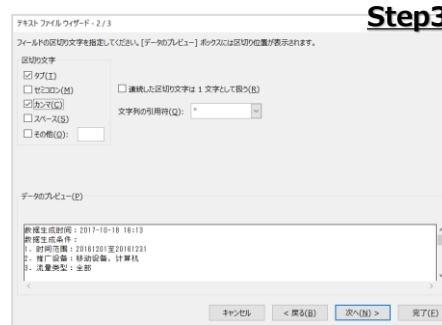 Step3
テキスト ファイル ウィザード - 2 / 3
フィールドの区切り文字を指定してください。[データのプレビュー] ボックスには区切り位置が表示されます。
区切り文字
タブ(T)
セミコロン(M)
カンマ(C)
スペース(S)
その他(O):
連続した区切り文字は 1 文字として扱う(R)
文字列の引用符(Q): "
データのプレビュー(P)
数据生成时间：2017-10-18 16:13
数据生成条件：
1. 时间范围：20161201至20161231
2. 推广设备：移动设备、计算机
3. 流量类型：全部
キャンセル
< 戻る(B)
次へ(N) >
完了(F)